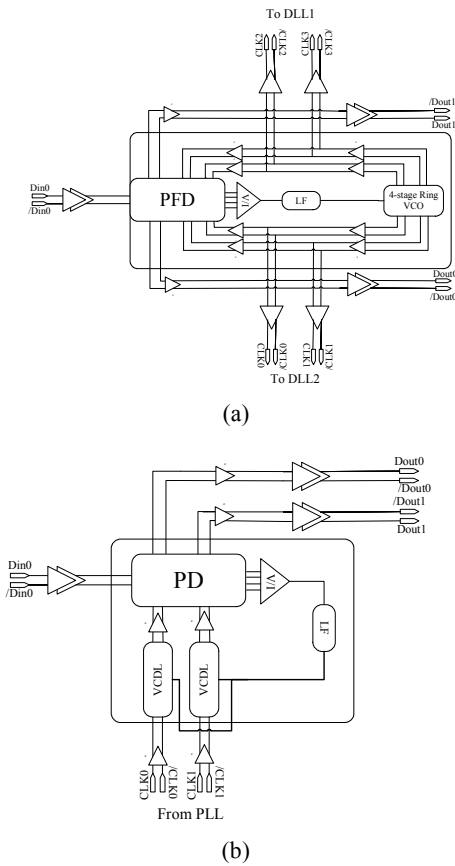 To DLL1
CLK2
/CLK2
CLK3
/CLK3
/Dout1
Dout1
Din0
/Din0
PFD
V/I
LF
4-stage Ring
VCO
Dout0
/Dout0
CLK0
/CLK0
CLK1
/CLK1
To DLL2
(a)
Dout0
/Dout0
/Dout1
Dout1
Din0
/Din0
PD
V/I
LF
VCDL
VCDL
CLK0
/CLK0
CLK1
/CLK1
From PLL
(b)